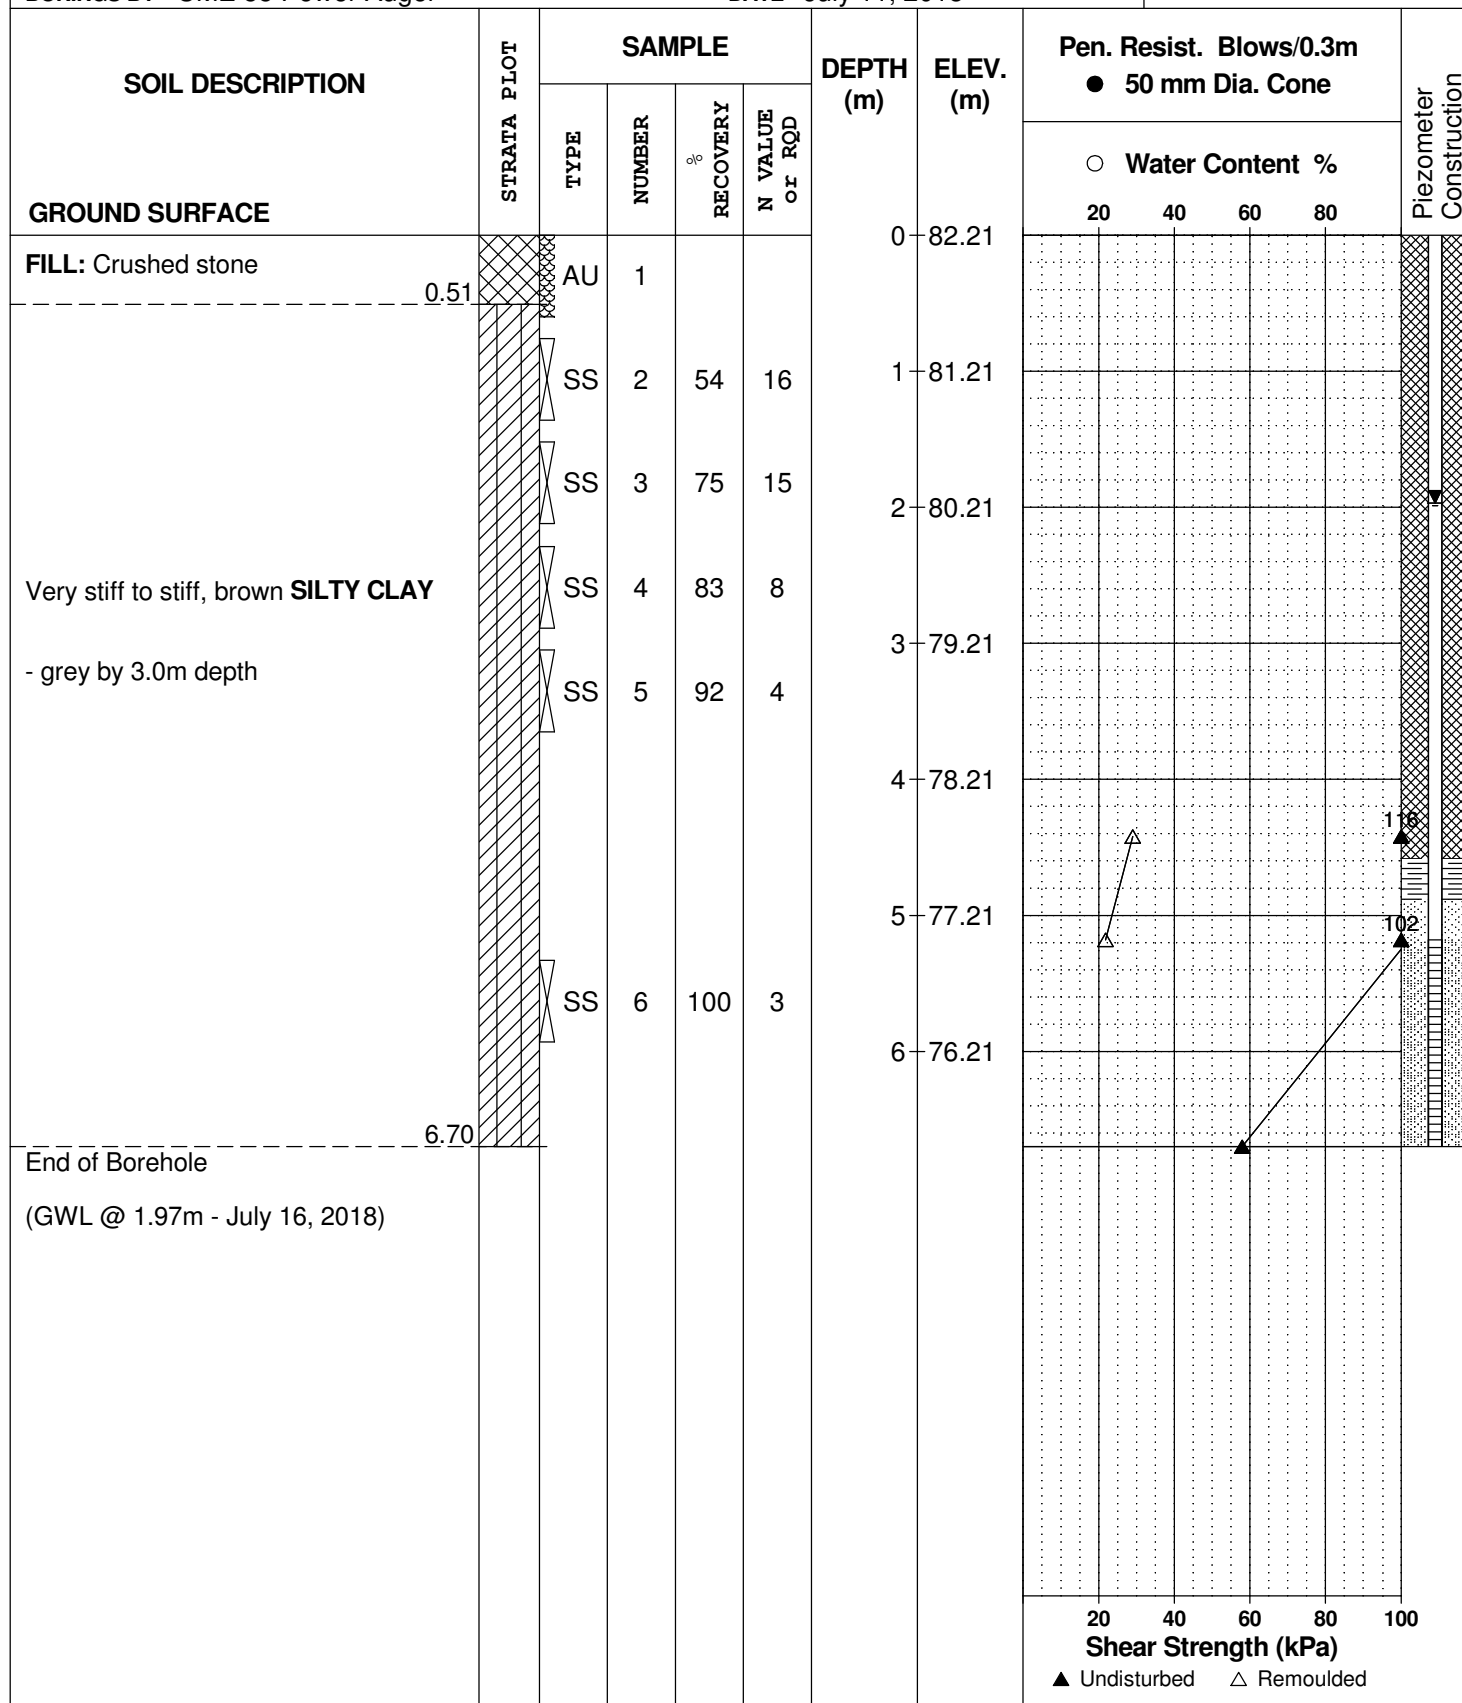 SOIL DESCRIPTION
GROUND SURFACE
STRATA PLOT
SAMPLE
TYPE
NUMBER
%
RECOVERY
N VALUE
or RQD
DEPTH
(m)
ELEV.
(m)
Pen. Resist. Blows/0.3m
● 50 mm Dia. Cone
○ Water Content %
20 40 60 80
Piezometer
Construction
0 82.21
FILL: Crushed stone
0.51
AU 1
SS 2 54 16
1 81.21
SS 3 75 15
2 80.21
Very stiff to stiff, brown SILTY CLAY
SS 4 83 8
3 79.21
- grey by 3.0m depth
SS 5 92 4
4 78.21
116
5 77.21
102
SS 6 100 3
6 76.21
6.70
End of Borehole
(GWL @ 1.97m - July 16, 2018)
20 40 60 80 100
Shear Strength (kPa)
▲ Undisturbed △ Remoulded